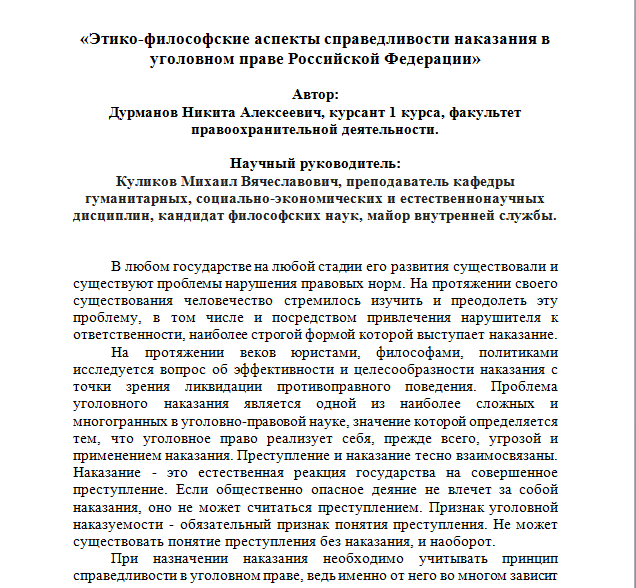 «Этико-философские аспекты справедливости наказания в
уголовном праве Российской Федерации»
Автор:
Дурманов Никита Алексеевич, курсант 1 курса, факультет
правоохранительной деятельности.
Научный руководитель:
Куликов Михаил Вячеславович, преподаватель кафедры
гуманитарных, социально-экономических и естественнонаучных
дисциплин, кандидат философских наук, майор внутренней службы.
В любом государстве на любой стадии его развития существовали и
существуют проблемы нарушения правовых норм. На протяжении своего
существования человечество стремилось изучить и преодолеть эту
проблему, в том числе и посредством привлечения нарушителя к
ответственности, наиболее строгой формой которой выступает наказание.
На протяжении веков юристами, философами, политиками
исследуется вопрос об эффективности и целесообразности наказания с
точки зрения ликвидации противоправного поведения. Проблема
уголовного наказания является одной из наиболее сложных и
многогранных в уголовно-правовой науке, значение которой определяется
тем, что уголовное право реализует себя, прежде всего, угрозой и
применением наказания. Преступление и наказание тесно взаимосвязаны.
Наказание - это естественная реакция государства на совершенное
преступление. Если общественно опасное деяние не влечет за собой
наказания, оно не может считаться преступлением. Признак уголовной
наказуемости - обязательный признак понятия преступления. Не может
существовать понятие преступления без наказания, и наоборот.
При назначении наказания необходимо учитывать принцип
справедливости в уголовном праве, ведь именно от него во многом зависит